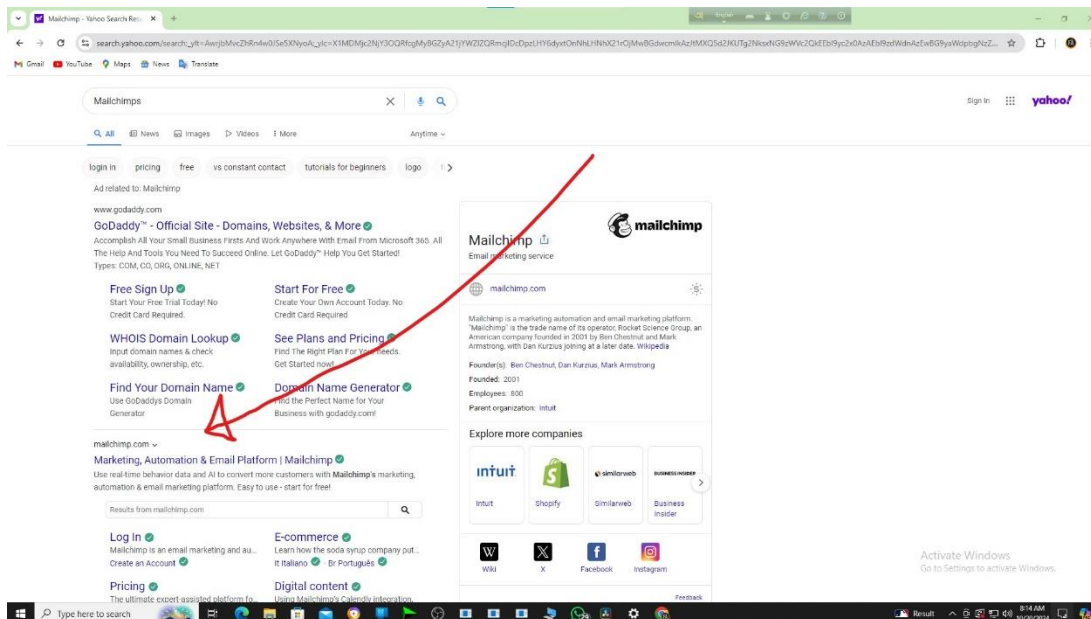 Mailchimp - Yahoo Search Resu
English
search.yahoo.com/search;_ylt=
Gmail YouTube Maps News Translate
Mailchimps
Sign In
yahoo!
All News Images Videos More Anytime
login in pricing free vs constant contact tutorials for beginners logo
Ad related to: Mailchimp
www.godaddy.com
GoDaddy™ - Official Site - Domains, Websites, & More
Accomplish All Your Small Business Firsts And Work Anywhere With Email From Microsoft 365. All
The Help And Tools You Need To Succeed Online. Let GoDaddy™ Help You Get Started!
Types: COM, CO, ORG, ONLINE, NET
Free Sign Up
Start Your Free Trial Today! No
Credit Card Required.
Start For Free
Create Your Own Account Today. No
Credit Card Required
WHOIS Domain Lookup
Input domain names & check
availability, ownership, etc.
See Plans and Pricing
Find The Right Plan For Your needs.
Get Started now!
Find Your Domain Name
Use GoDaddys Domain
Generator
Domain Name Generator
Find the Perfect Name for Your
Business with godaddy.com!
mailchimp.com
Marketing, Automation & Email Platform | Mailchimp
Use real-time behavior data and AI to convert more customers with Mailchimp's marketing,
automation & email marketing platform. Easy to use - start for free!
Results from mailchimp.com
Log In
Mailchimp is an email marketing and au...
Create an Account
E-commerce
Learn how the soda syrup company put...
It Italiano · Br Português
Pricing
The ultimate expert-assisted platform fo...
Digital content
Using Mailchimp's Calendly integration,
mailchimp
Mailchimp
Email marketing service
mailchimp.com
Mailchimp is a marketing automation and email marketing platform.
"Mailchimp" is the trade name of its operator, Rocket Science Group, an
American company founded in 2001 by Ben Chestnut and Mark
Armstrong, with Dan Kurzius joining at a later date. Wikipedia
Founder(s): Ben Chestnut, Dan Kurzius, Mark Armstrong
Founded: 2001
Employees: 800
Parent organization: Intuit
Explore more companies
INTUIT
similarweb
BUSINESS INSIDER
Intuit Shopify Similarweb Business
Insider
W X f
Wiki X Facebook Instagram
Feedback
Activate Windows
Go to Settings to activate Windows.
Type here to search
Result
8:14 AM
10/26/2024